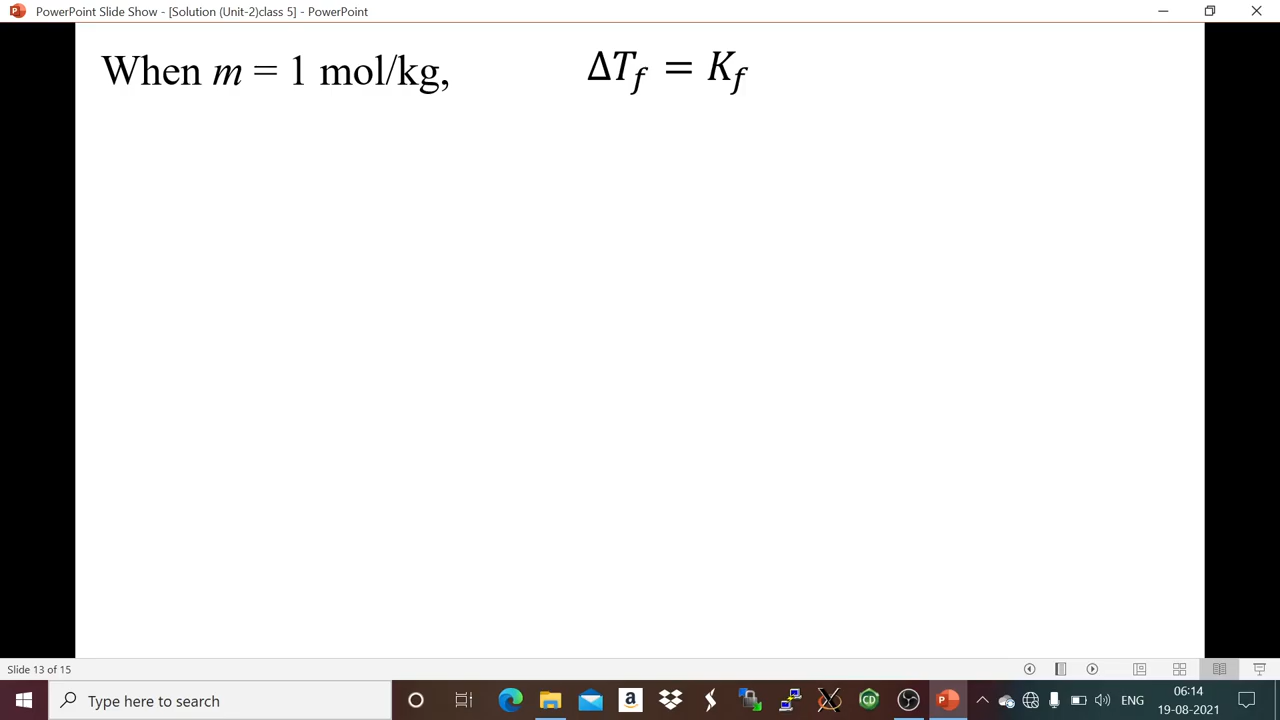 PowerPoint Slide Show - [Solution (Unit-2)class 5] - PowerPoint
When m = 1 mol/kg, ΔT_f = K_f
Slide 13 of 15
Type here to search
ENG
06:14
19-08-2021